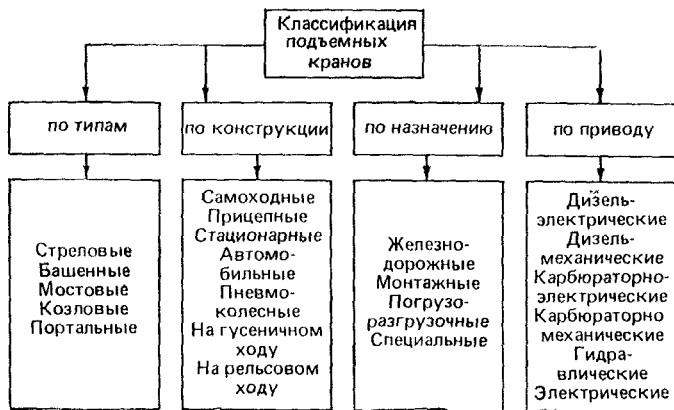 Классификация
подъемных
кранов
по типам
по конструкции
по назначению
по приводу
Стреловые
Башенные
Мостовые
Козловые
Портальные
Самоходные
Прицепные
Стационарные
Автомо-
бильные
Пневмо-
колесные
На гусеничном
ходу
На рельсовом
ходу
Железно-
дорожные
Монтажные
Погрузо-
разгрузочные
Специальные
Дизель-
электрические
Дизель-
механические
Карбюраторно-
электрические
Карбюраторно
механические
Гидра-
влические
Электрические